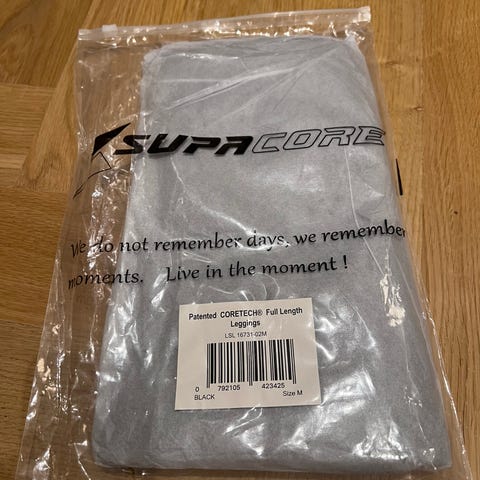 SUPACORE
We do not remember days, we remember
moments. Live in the moment !
Patented CORETECH® Full Length
Leggings
LSL 16731-02M
0 792105 423425
BLACK Size M